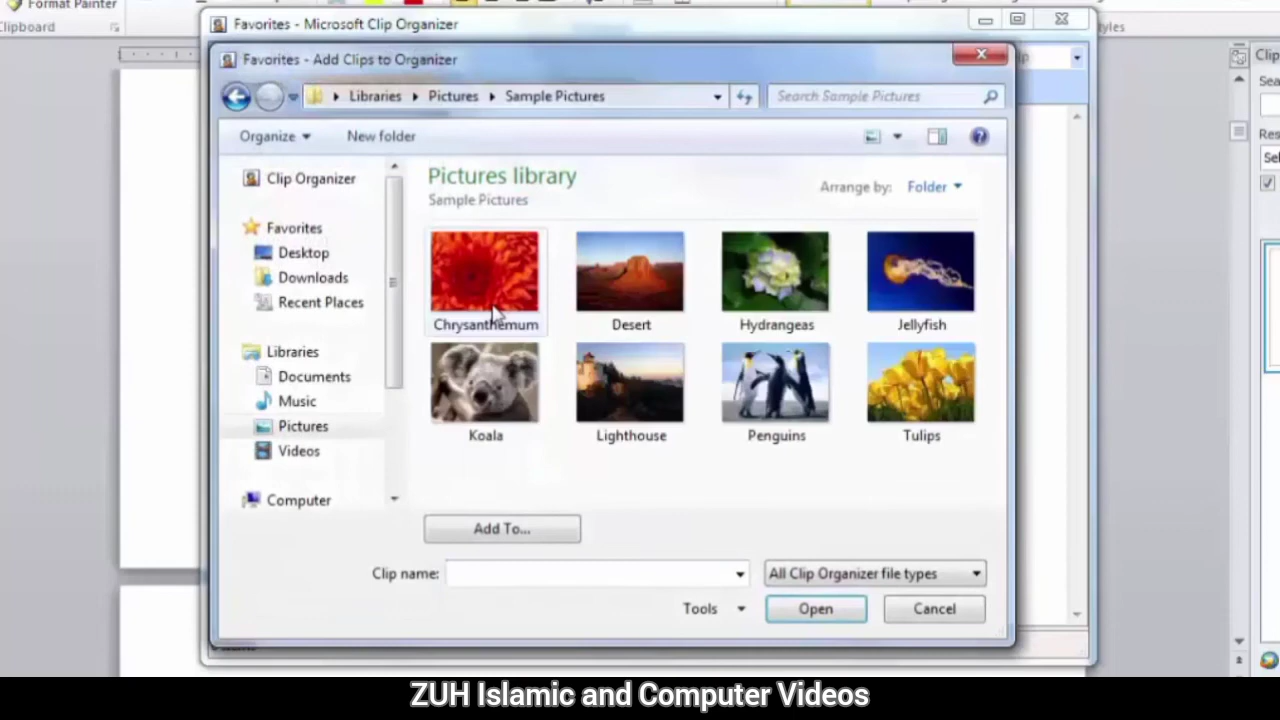 Format Painter
Clipboard
Favorites - Microsoft Clip Organizer
Favorites - Add Clips to Organizer
Libraries
Pictures
Sample Pictures
Search Sample Pictures
Organize
New folder
Clip Organizer
Favorites
Desktop
Downloads
Recent Places
Libraries
Documents
Music
Pictures
Videos
Computer
Pictures library
Sample Pictures
Arrange by: Folder
Chrysanthemum
Desert
Hydrangeas
Jellyfish
Koala
Lighthouse
Penguins
Tulips
Add To...
Clip name:
All Clip Organizer file types
Tools
Open
Cancel
Clip
ZUH Islamic and Computer Videos